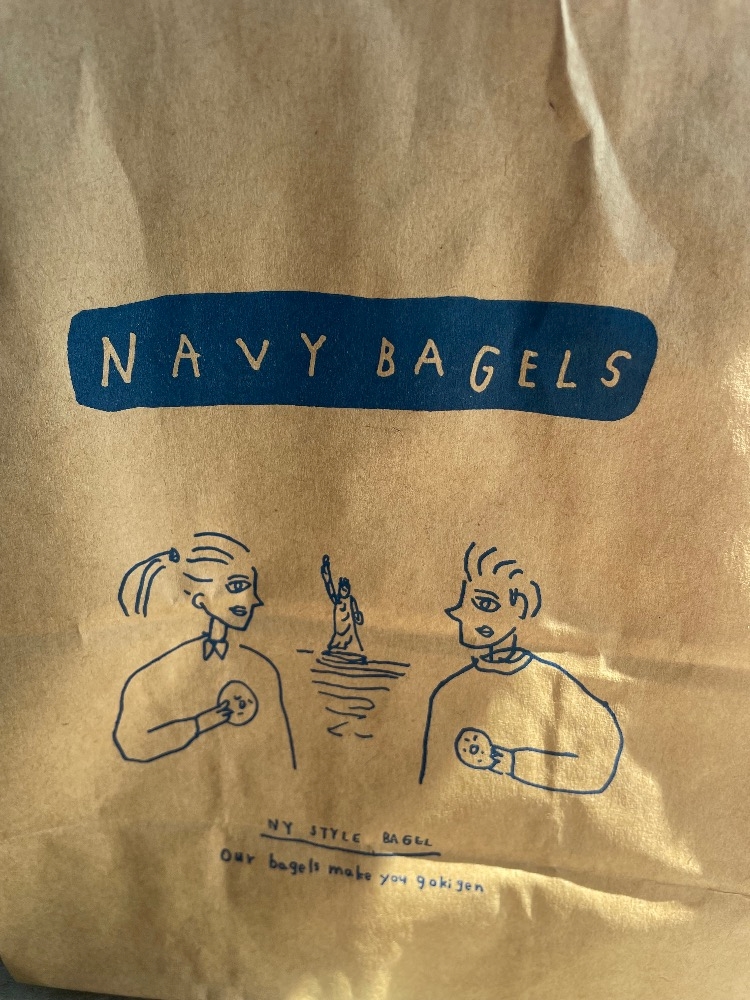 NAVY BAGELS
NY STYLE BAGEL
Our bagels make you gokigen